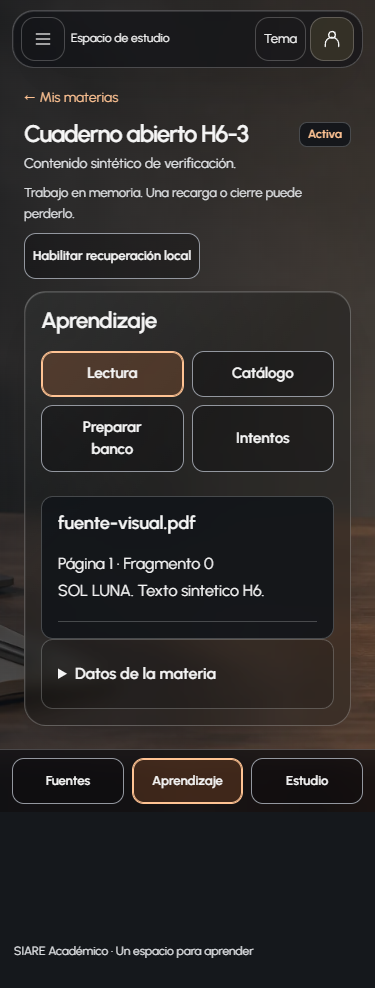 Espacio de estudio
Tema
← Mis materias
Cuaderno abierto H6-3
Activa
Contenido sintético de verificación.
Trabajo en memoria. Una recarga o cierre puede
perderlo.
Habilitar recuperación local
Aprendizaje
Lectura
Catálogo
Preparar
banco
Intentos
fuente-visual.pdf
Página 1 · Fragmento 0
SOL LUNA. Texto sintetico H6.
▶ Datos de la materia
Fuentes
Aprendizaje
Estudio
SIARE Académico · Un espacio para aprender